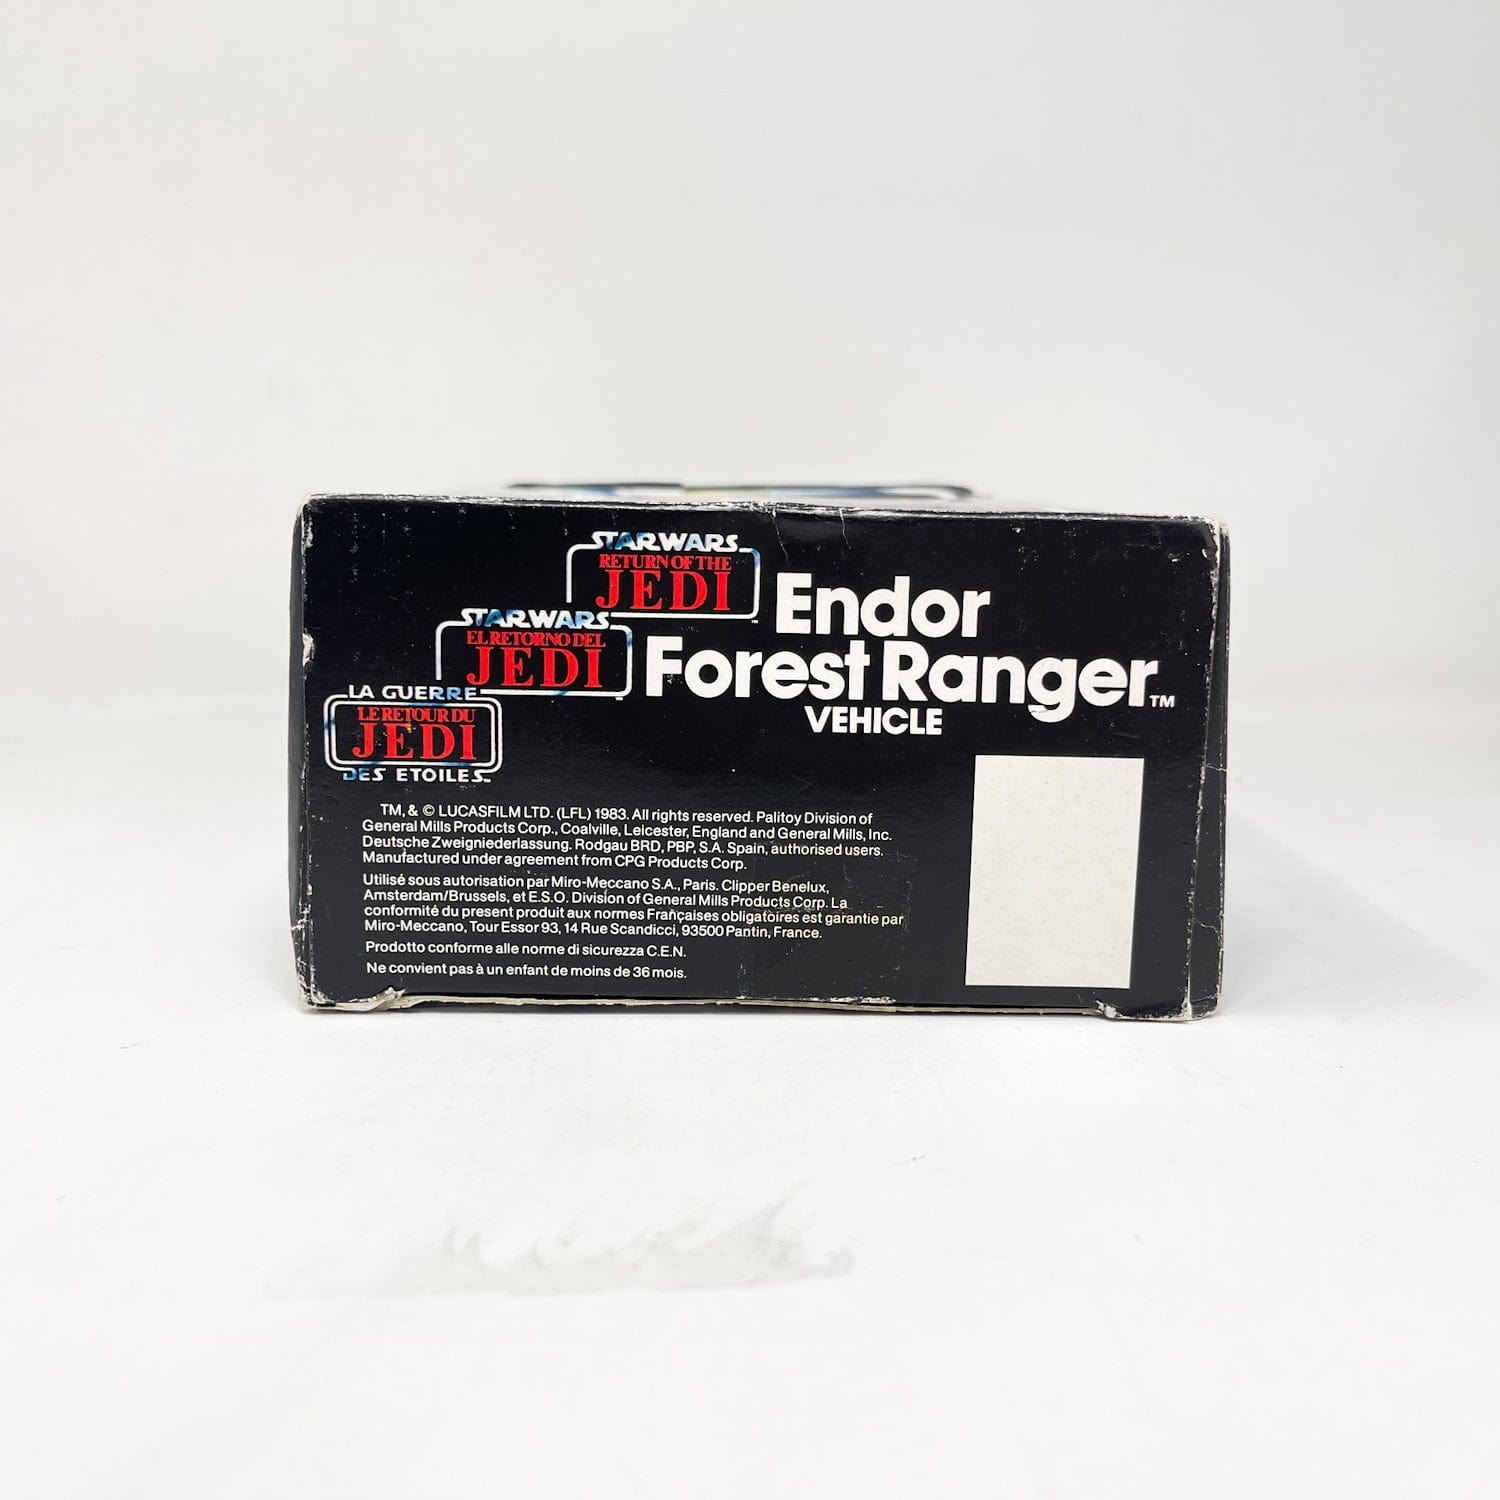 STAR WARS
RETURN OF THE
JEDI
™
STAR WARS
EL RETORNO DEL
JEDI
™
LA GUERRE
LE RETOUR DU
JEDI
DES ETOILES™
Endor
Forest Ranger™
VEHICLE
TM, & © LUCASFILM LTD. (LFL) 1983. All rights reserved. Palitoy Division of
General Mills Products Corp., Coalville, Leicester, England and General Mills, Inc.
Deutsche Zweigniederlassung. Rodgau BRD, PBP, S.A. Spain, authorised users.
Manufactured under agreement from CPG Products Corp.
Utilisé sous autorisation par Miro-Meccano S.A., Paris. Clipper Benelux,
Amsterdam/Brussels, et E.S.O. Division of General Mills Products Corp. La
conformité du present produit aux normes Françaises obligatoires est garantie par
Miro-Meccano, Tour Essor 93, 14 Rue Scandicci, 93500 Pantin, France.
Prodotto conforme alle norme di sicurezza C.E.N.
Ne convient pas à un enfant de moins de 36 mois.